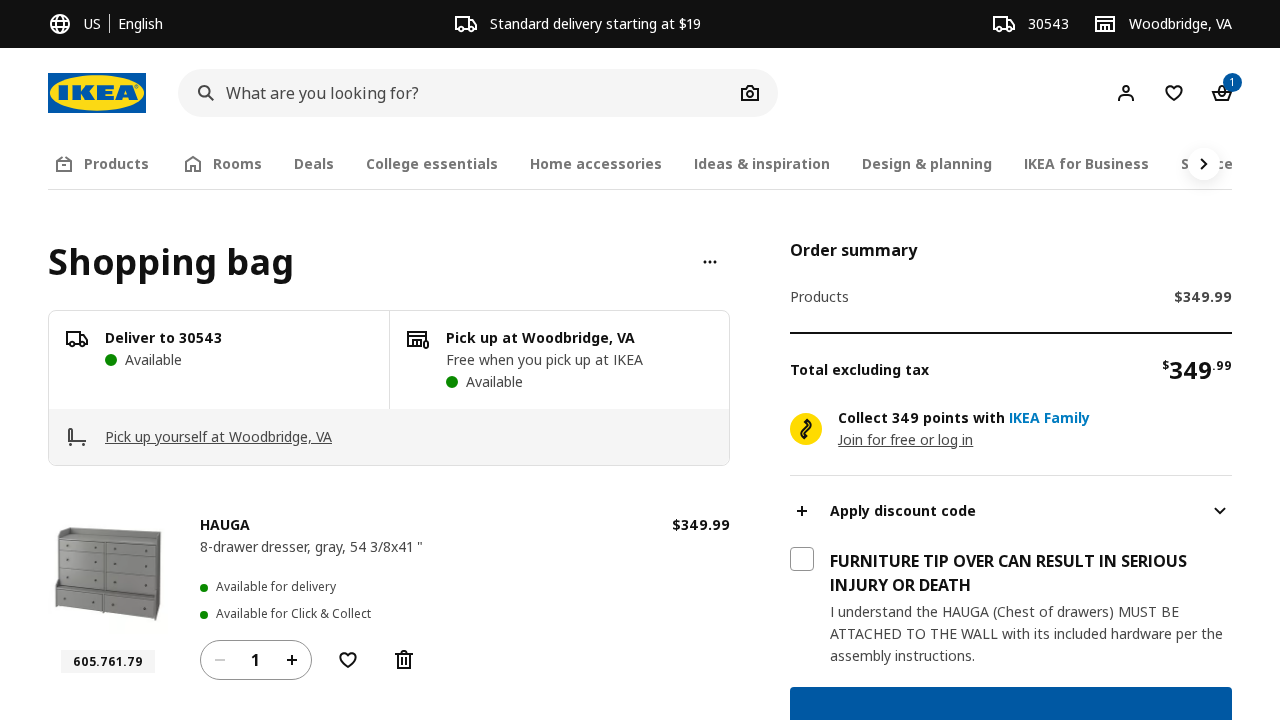 US English
Standard delivery starting at $19
30543
Woodbridge, VA
IKEA
What are you looking for?
1
0
Products
Rooms
Deals
College essentials
Home accessories
Ideas & inspiration
Design & planning
IKEA for Business
Shopping bag
Deliver to 30543
Available
Pick up at Woodbridge, VA
Free when you pick up at IKEA
Available
Pick up yourself at Woodbridge, VA
HAUGA
$349.99
8-drawer dresser, gray, 54 3/8x41 "
Available for delivery
Available for Click & Collect
605.761.79
1
Order summary
Products
$349.99
Total excluding tax
$349.99
Collect 349 points with IKEA Family
Join for free or log in
Apply discount code
FURNITURE TIP OVER CAN RESULT IN SERIOUS
INJURY OR DEATH
I understand the HAUGA (Chest of drawers) MUST BE
ATTACHED TO THE WALL with its included hardware per the
assembly instructions.